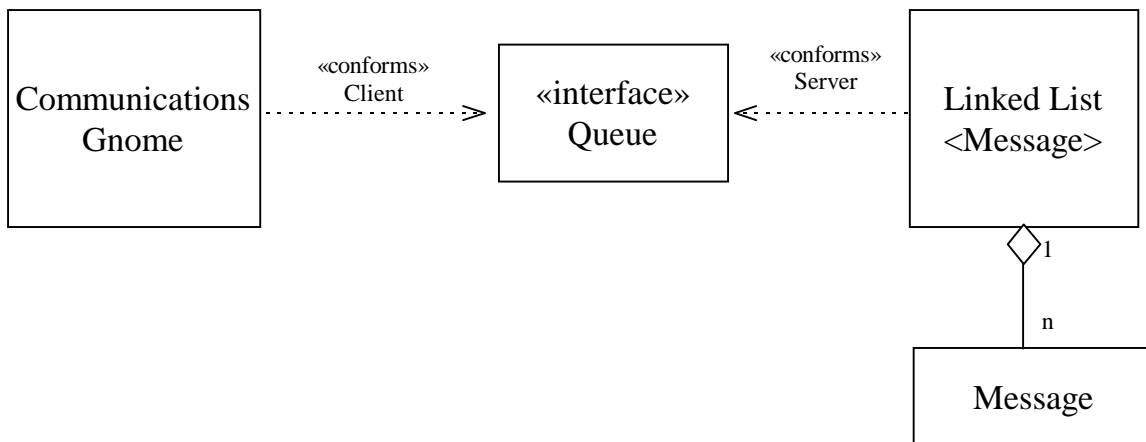 Communications
Gnome
«conforms»
Client
«interface»
Queue
«conforms»
Server
Linked List
<Message>
1
n
Message